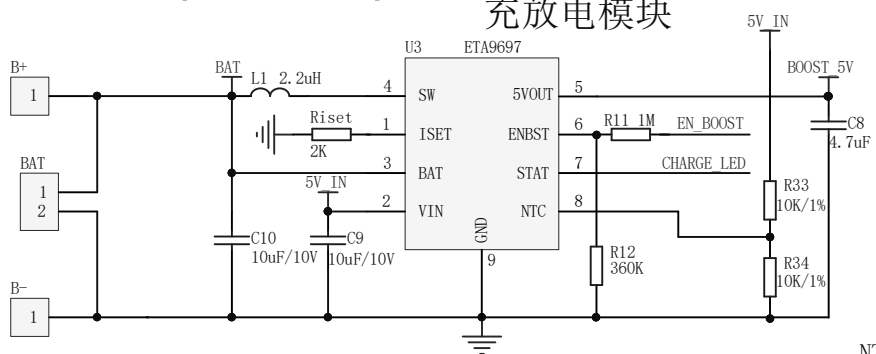 充放电模块
5V_IN
U3 ETA9697
B+
BAT
L1 2.2uH
BOOST_5V
1
4
SW
5VOUT
5
C8
4.7uF
Riset
2K
1
ISET
ENBST
6
R11 1M
EN_BOOST
BAT
1
2
3
BAT
STAT
7
CHARGE_LED
5V_IN
2
VIN
NTC
8
R33
10K/1%
GND
9
C10
10uF/10V
C9
10uF/10V
R12
360K
R34
10K/1%
B-
1